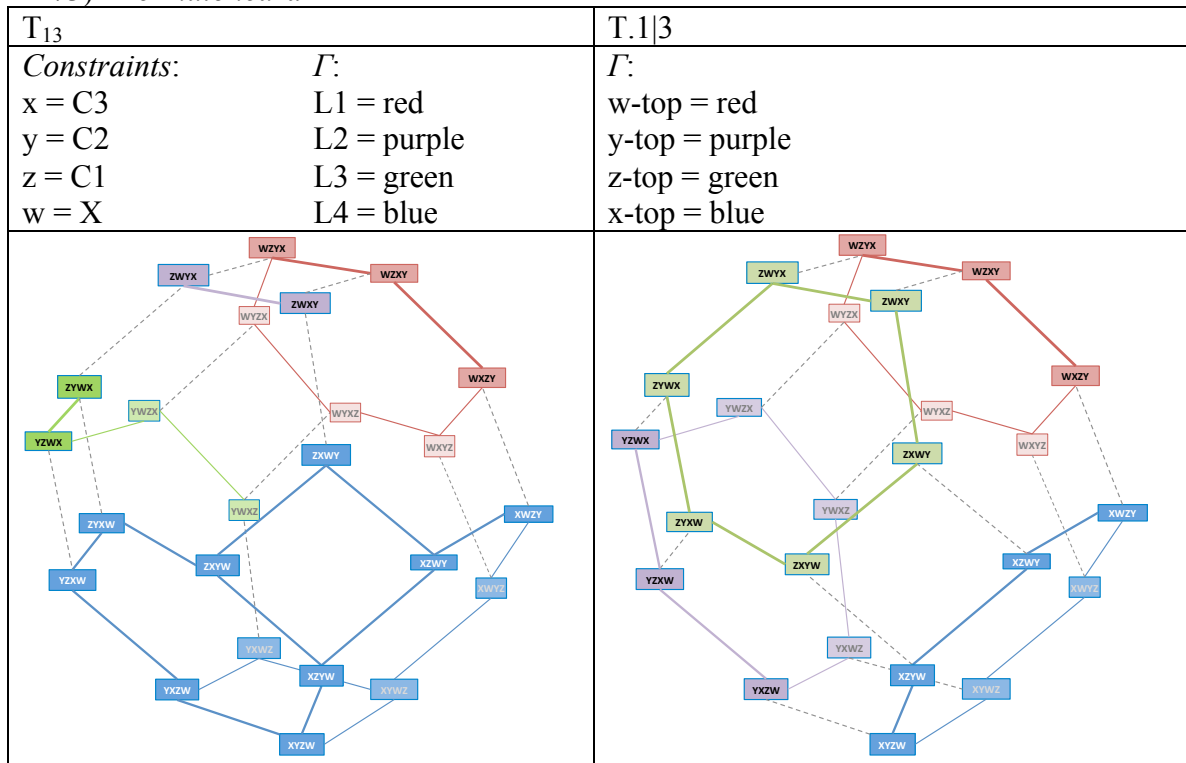 T13 T.1|3
Constraints: Γ: Γ:
x = C3 L1 = red w-top = red
y = C2 L2 = purple y-top = purple
z = C1 L3 = green z-top = green
w = X L4 = blue x-top = blue
WZYX
ZWYX
WZXY
ZWXY
WYZX
WXZY
ZYWX
YWZX
WYXZ
YZWX
WXYZ
ZXWY
YWXZ
XWZY
ZYXW
ZXYW
XZWY
YZXW
XWYZ
YXWZ
XZYW
YXZW
XYWZ
XYZW
WZYX
ZWYX
WZXY
ZWXY
WYZX
WXZY
ZYWX
YWZX
WYXZ
YZWX
WXYZ
ZXWY
YWXZ
XWZY
ZYXW
ZXYW
XZWY
YZXW
XWYZ
YXWZ
XZYW
YXZW
XYWZ
XYZW